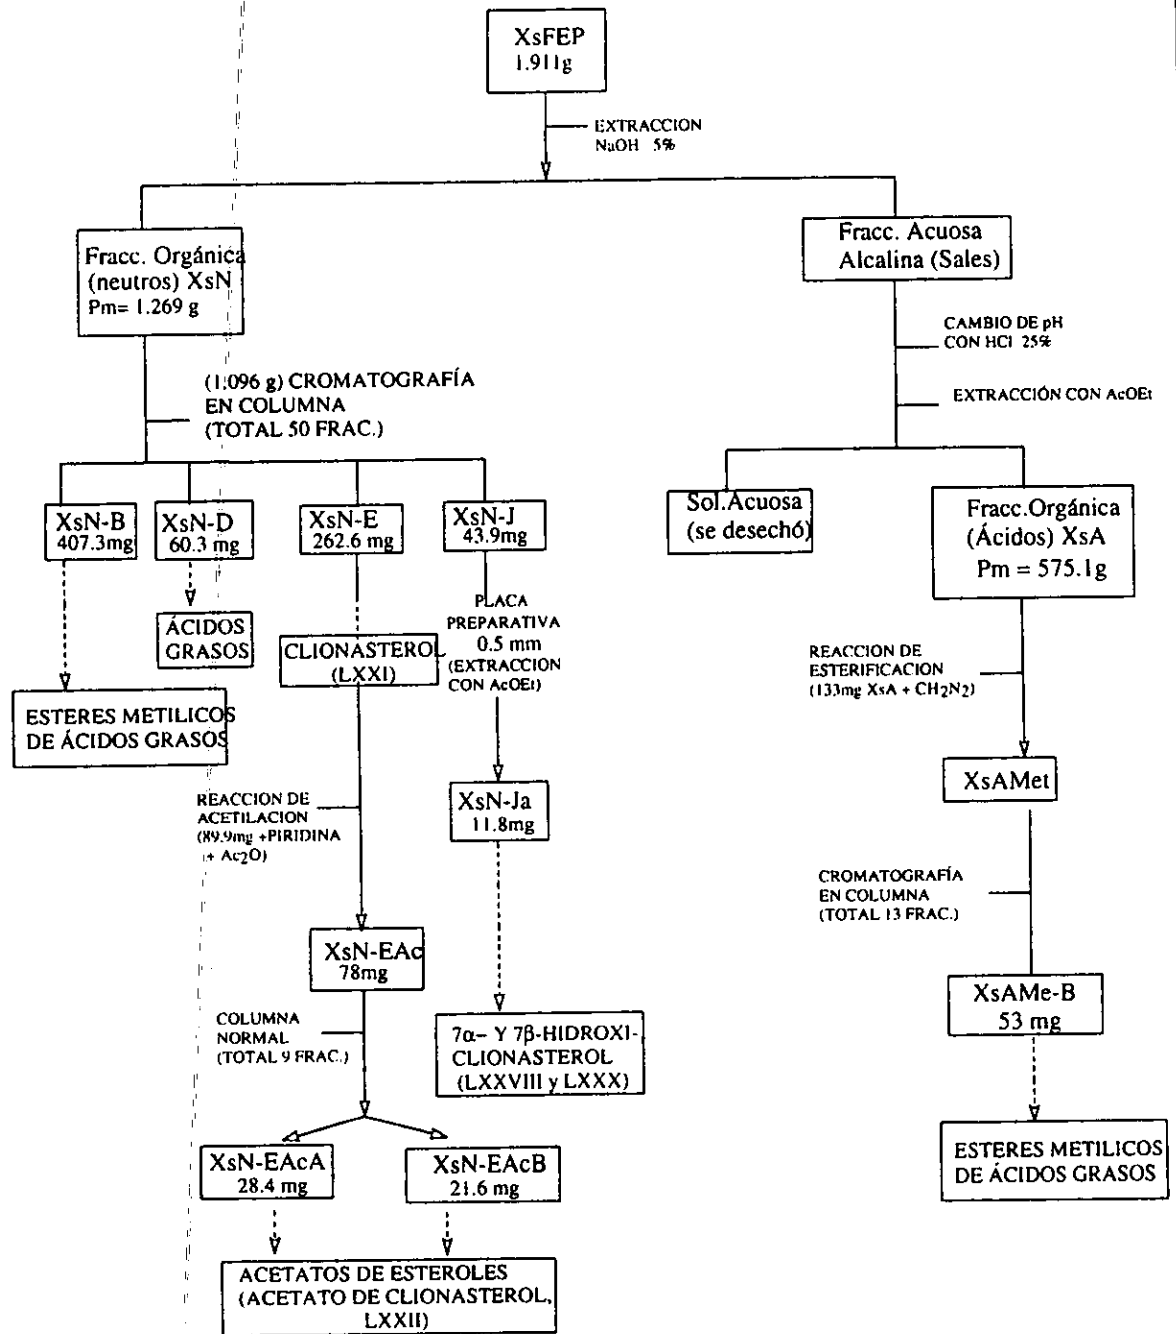 XsFEP
1.911g
EXTRACCION
NaOH 5%
Fracc. Orgánica
(neutros) XsN
Pm= 1.269 g
Fracc. Acuosa
Alcalina (Sales)
CAMBIO DE pH
CON HCl 25%
EXTRACCIÓN CON AcOEt
(1.096 g) CROMATOGRAFÍA
EN COLUMNA
(TOTAL 50 FRAC.)
XsN-B
407.3mg
XsN-D
60.3 mg
XsN-E
262.6 mg
XsN-J
43.9mg
Sol.Acuosa
(se desechó)
Fracc.Orgánica
(Ácidos) XsA
Pm = 575.1g
ÁCIDOS
GRASOS
ESTERES METILICOS
DE ÁCIDOS GRASOS
CLIONASTEROL
(LXXI)
PLACA
PREPARATIVA
0.5 mm
(EXTRACCION
CON AcOEt)
REACCION DE
ESTERIFICACION
(133mg XsA + CH2N2)
XsAMet
REACCION DE
ACETILACION
(89.9mg +PIRIDINA
+ Ac2O)
XsN-Ja
11.8mg
CROMATOGRAFÍA
EN COLUMNA
(TOTAL 13 FRAC.)
XsN-EAc
78mg
XsAMe-B
53 mg
COLUMNA
NORMAL
(TOTAL 9 FRAC.)
7α– Y 7β-HIDROXI-
CLIONASTEROL
(LXXVIII y LXXX)
XsN-EAcA
28.4 mg
XsN-EAcB
21.6 mg
ESTERES METILICOS
DE ÁCIDOS GRASOS
ACETATOS DE ESTEROLES
(ACETATO DE CLIONASTEROL,
LXXII)